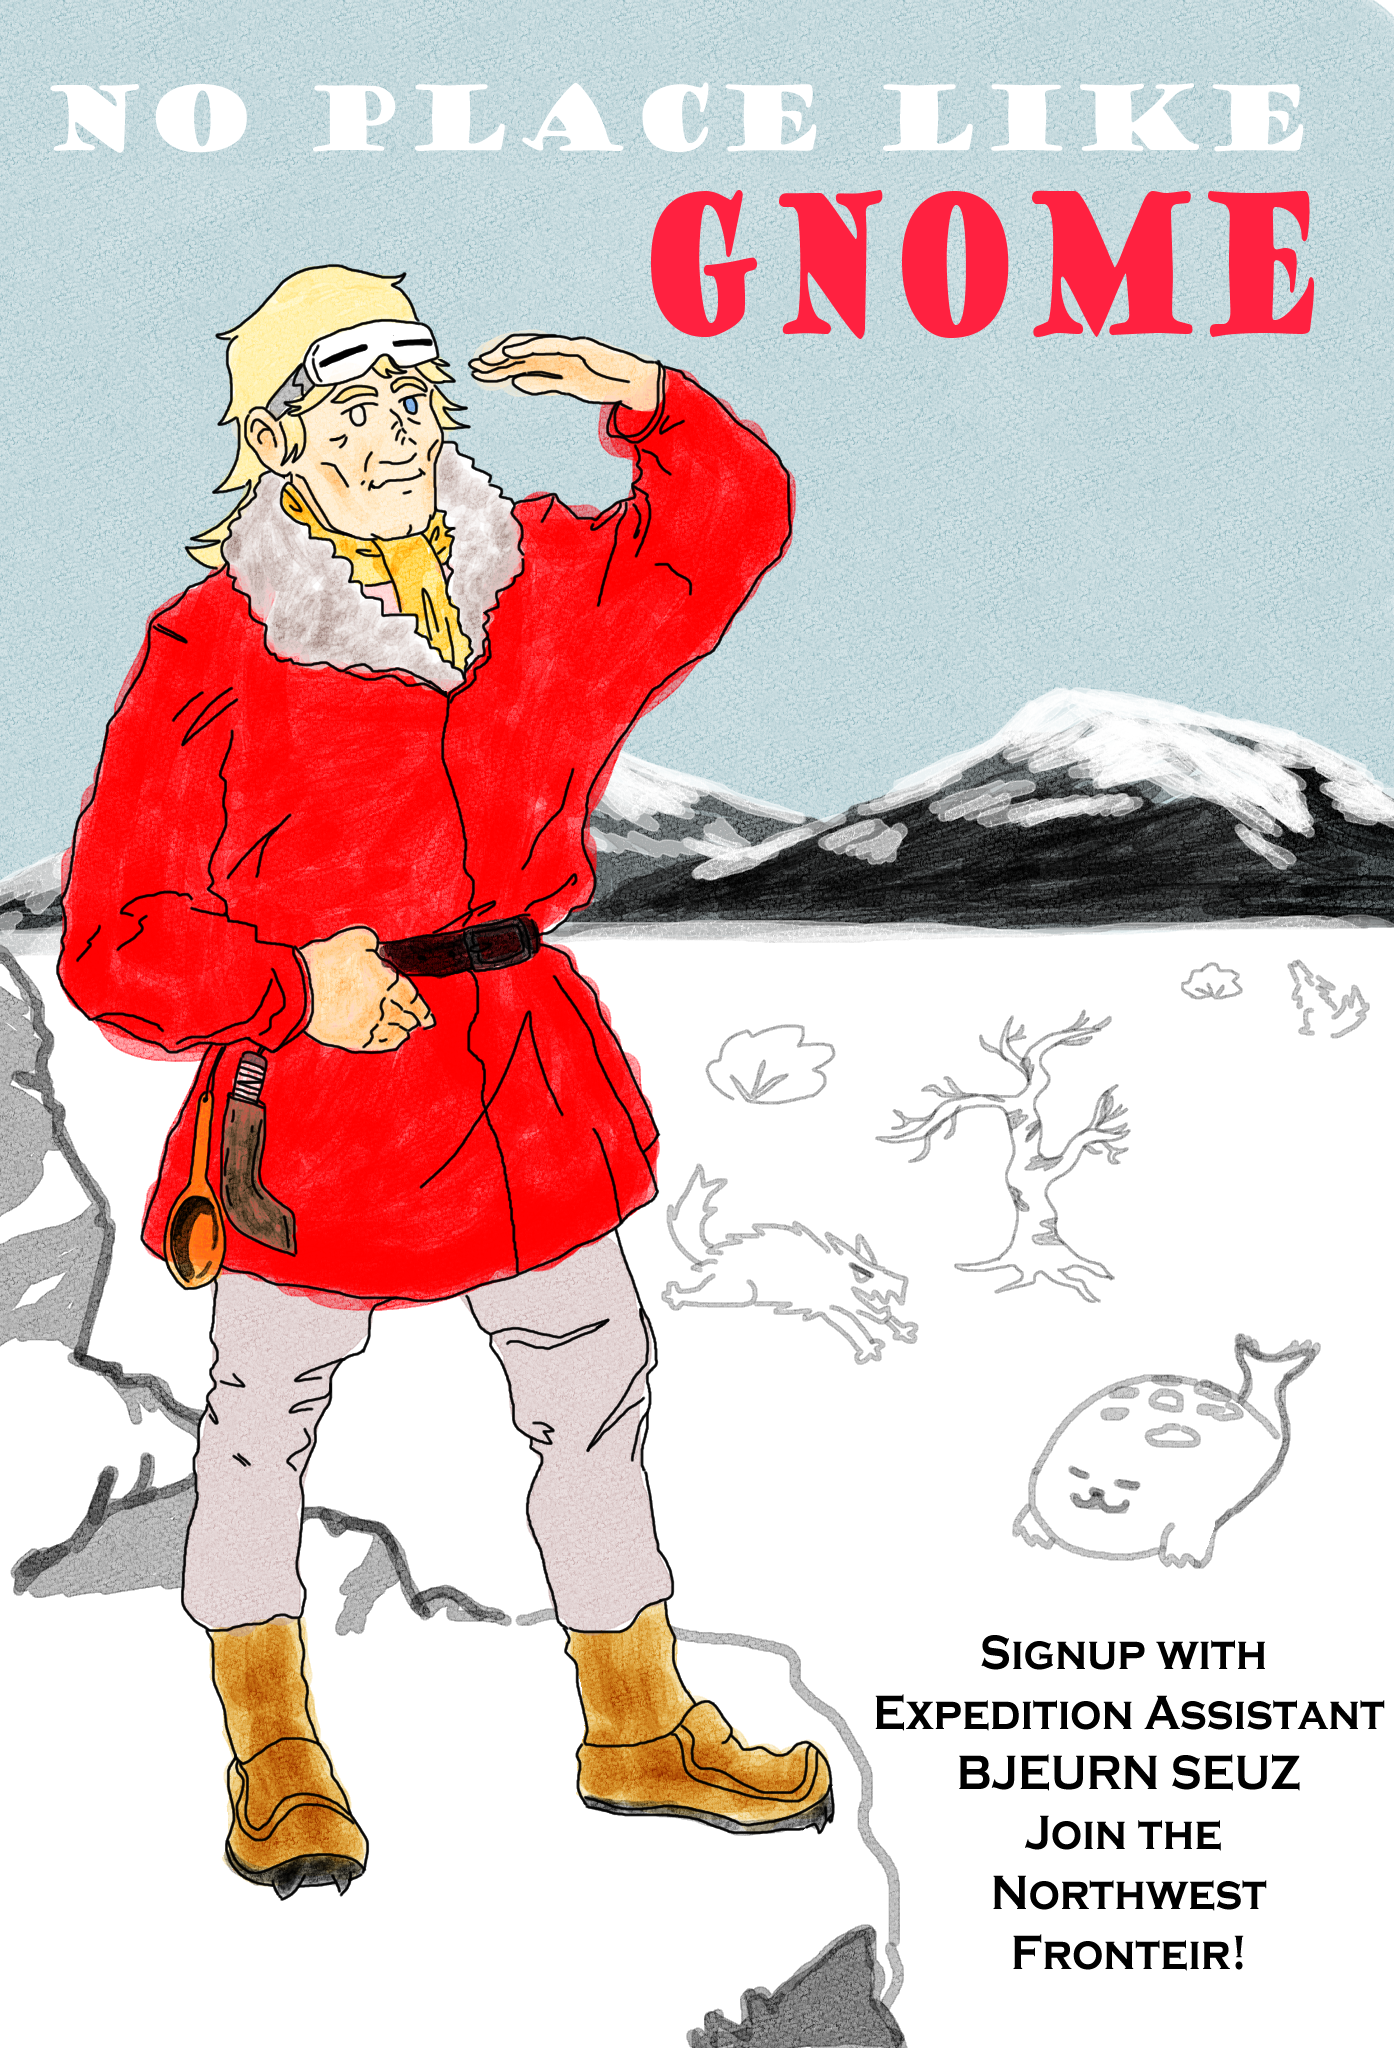 NO PLACE LIKE
GNOME
SIGNUP WITH
EXPEDITION ASSISTANT
BJEURN SEUZ
JOIN THE
NORTHWEST
FRONTEIR!